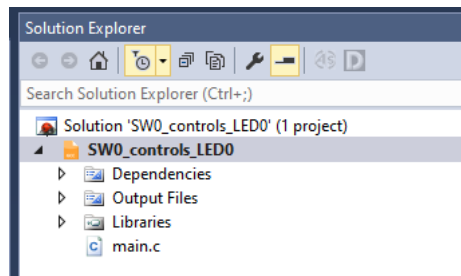 Solution Explorer
Search Solution Explorer (Ctrl+;)
Solution 'SW0_controls_LED0' (1 project)
SW0_controls_LED0
Dependencies
Output Files
Libraries
c main.c